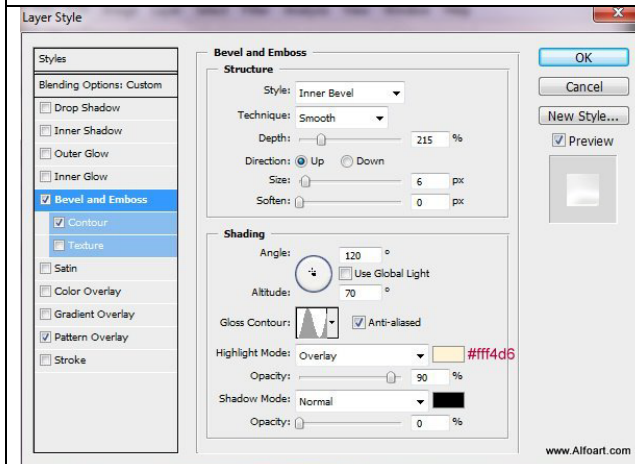 Layer Style
Styles
Blending Options: Custom
Drop Shadow
Inner Shadow
Outer Glow
Inner Glow
Bevel and Emboss
Contour
Texture
Satin
Color Overlay
Gradient Overlay
Pattern Overlay
Stroke
Bevel and Emboss
Structure
Style: Inner Bevel
Technique: Smooth
Depth: 215 %
Direction: Up Down
Size: 6 px
Soften: 0 px
Shading
Angle: 120 °
Use Global Light
Altitude: 70 °
Gloss Contour: Anti-aliased
Highlight Mode: Overlay #fff4d6
Opacity: 90 %
Shadow Mode: Normal
Opacity: 0 %
OK
Cancel
New Style...
Preview
www.Alfoart.com